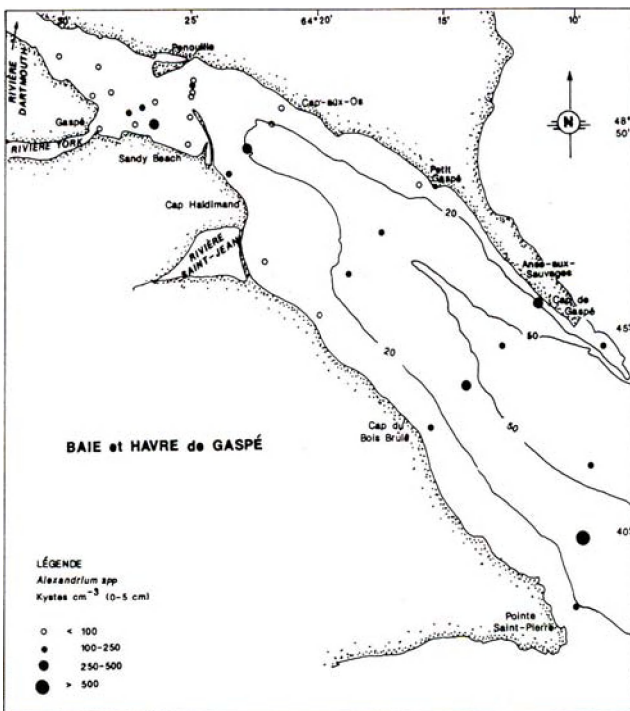 30'
25'
64°20'
15'
10'
RIVIÈRE
DARTMOUTH
Penouille
Cap-aux-Os
Gaspé
RIVIÈRE YORK
Sandy Beach
N
48°
50'
Petit
Gaspé
20
Cap Haldimand
RIVIÈRE
SAINT-JEAN
Anse-aux-
Sauvages
Cap de
Gaspé
45'
50
20
50
Cap du
Bois Brûlé
BAIE et HAVRE de GASPÉ
40'
LÉGENDE
Alexandrium spp
Kystes cm⁻³ (0-5 cm)
< 100
100-250
250-500
> 500
Pointe
Saint-Pierre